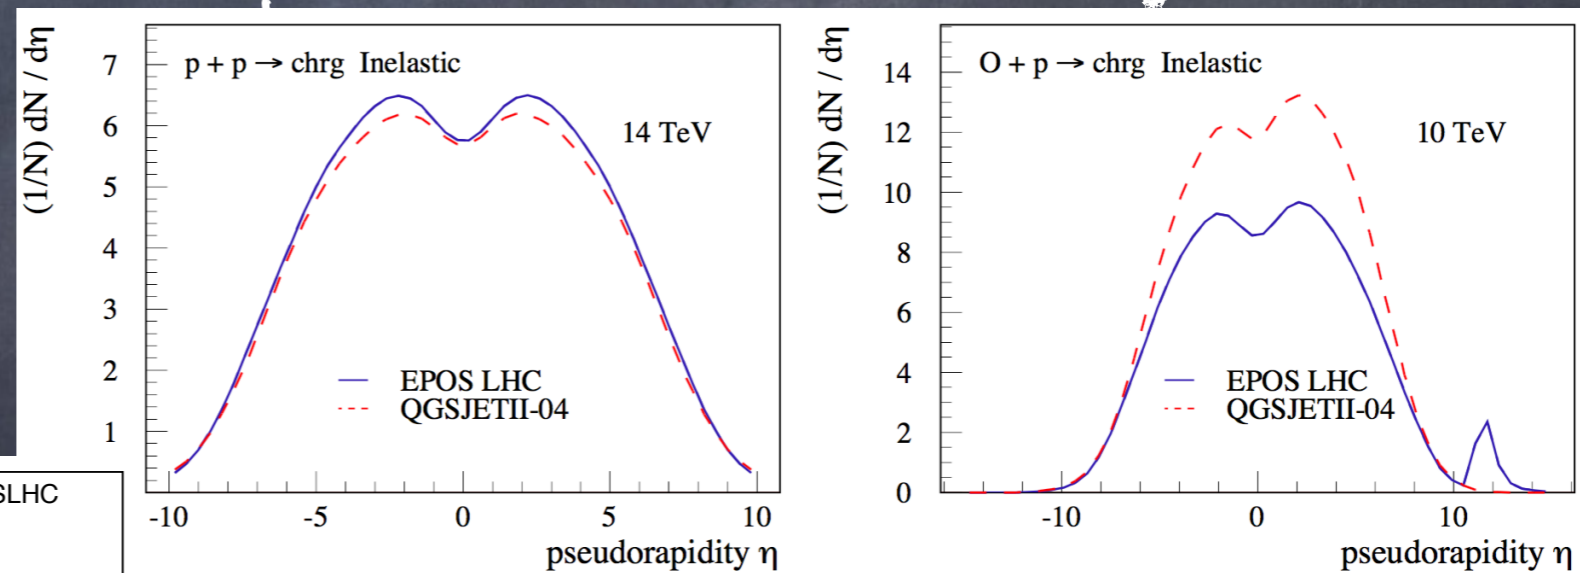 p + p → chrg Inelastic
14 TeV
(1/N) dN / dη
7
6
5
4
3
2
1
EPOS LHC
QGSJETII-04
-10 -5 0 5 10
pseudorapidity η
O + p → chrg Inelastic
10 TeV
(1/N) dN / dη
14
12
10
8
6
4
2
0
EPOS LHC
QGSJETII-04
-10 0 10
pseudorapidity η
SLHC